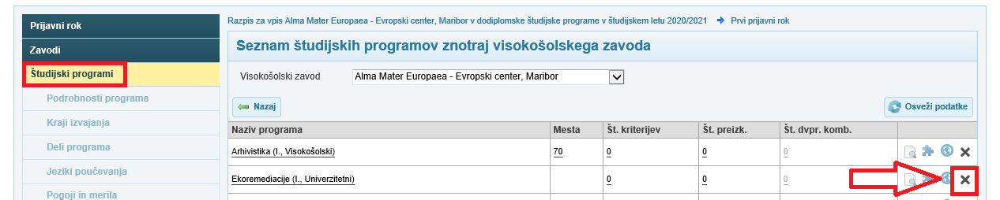 Prijavni rok
Zavodi
Študijski programi
Podrobnosti programa
Kraji izvajanja
Deli programa
Jeziki poučevanja
Pogoji in merila
Razpis za vpis Alma Mater Europaea - Evropski center, Maribor v dodiplomske študijske programe v študijskem letu 2020/2021 Prvi prijavni rok
Seznam študijskih programov znotraj visokošolskega zavoda
Visokošolski zavod Alma Mater Europaea - Evropski center, Maribor
Nazaj Osveži podatke
Naziv programa Mesta Št. kriterijev Št. preizk. Št. dvpr. komb.
Arhivistika (I., Visokošolski) 70 0 0 0
Ekoremediacije (I., Univerzitetni) 0 0 0